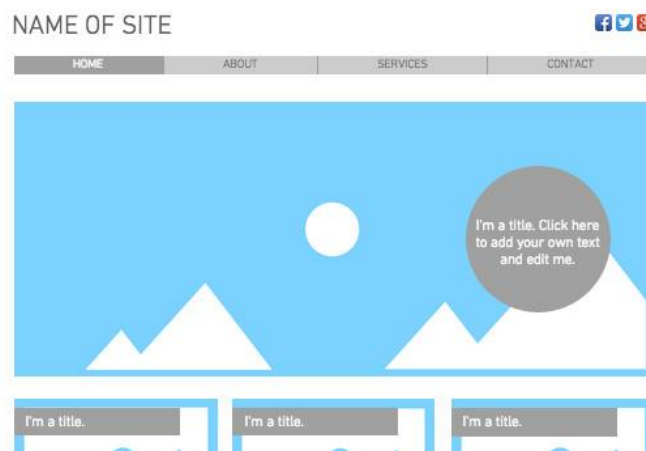 NAME OF SITE
HOME ABOUT SERVICES CONTACT
I'm a title. Click here
to add your own text
and edit me.
I'm a title. I'm a title. I'm a title.